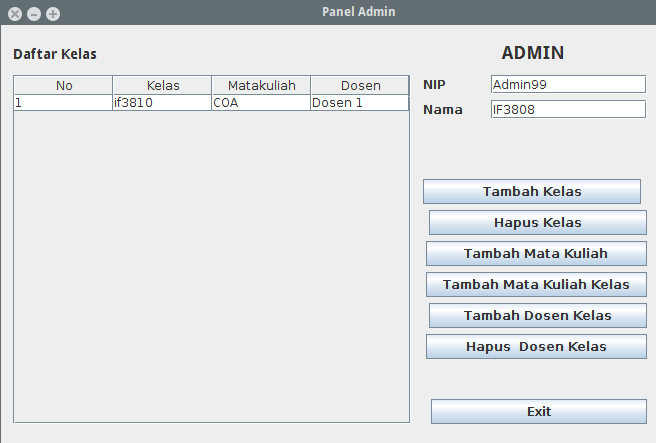 Panel Admin
Daftar Kelas
ADMIN
No Kelas Matakuliah Dosen
1 if3810 COA Dosen 1
NIP Admin99
Nama IF3808
Tambah Kelas
Hapus Kelas
Tambah Mata Kuliah
Tambah Mata Kuliah Kelas
Tambah Dosen Kelas
Hapus  Dosen Kelas
Exit